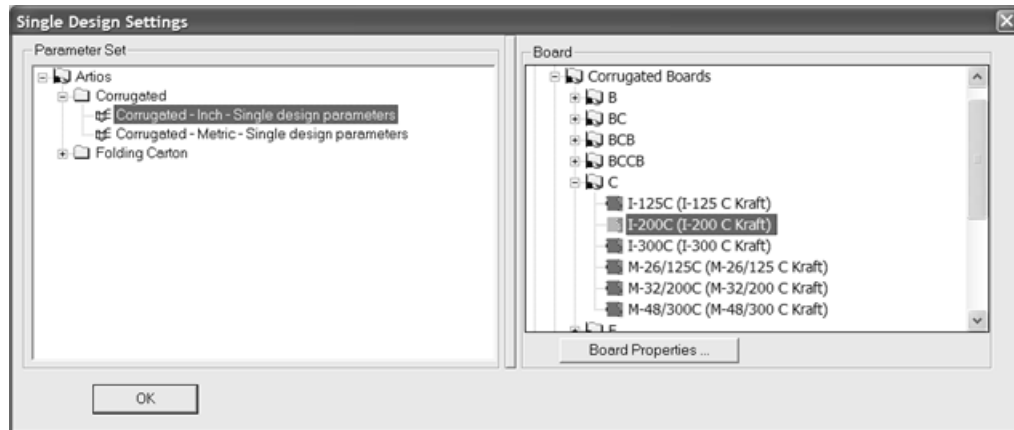 Single Design Settings
Parameter Set
Artios
Corrugated
Corrugated - Inch - Single design parameters
Corrugated - Metric - Single design parameters
Folding Carton
Board
Corrugated Boards
B
BC
BCB
BCCB
C
I-125C (I-125 C Kraft)
I-200C (I-200 C Kraft)
I-300C (I-300 C Kraft)
M-26/125C (M-26/125 C Kraft)
M-32/200C (M-32/200 C Kraft)
M-48/300C (M-48/300 C Kraft)
Board Properties ...
OK